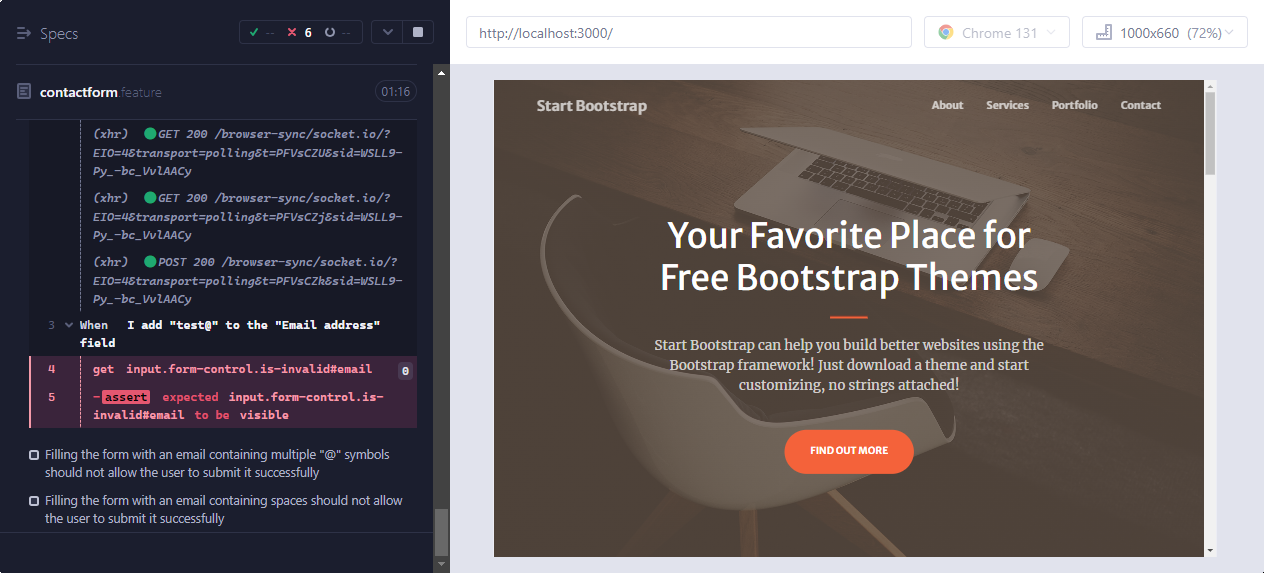 Specs
-- 6 --
contactform.feature
01:16
(xhr) GET 200 /browser-sync/socket.io/?
EIO=4&transport=polling&t=PFVsCZU&sid=WSLL9-
Py_-bc_VvlAACy
(xhr) GET 200 /browser-sync/socket.io/?
EIO=4&transport=polling&t=PFVsCZj&sid=WSLL9-
Py_-bc_VvlAACy
(xhr) POST 200 /browser-sync/socket.io/?
EIO=4&transport=polling&t=PFVsCZk&sid=WSLL9-
Py_-bc_VvlAACy
3 When I add "test@" to the "Email address"
field
4 get input.form-control.is-invalid#email 0
5 -assert expected input.form-control.is-
invalid#email to be visible
Filling the form with an email containing multiple "@" symbols
should not allow the user to submit it successfully
Filling the form with an email containing spaces should not allow
the user to submit it successfully
http://localhost:3000/
Chrome 131
1000x660 (72%)
Start Bootstrap
About Services Portfolio Contact
Your Favorite Place for
Free Bootstrap Themes
Start Bootstrap can help you build better websites using the
Bootstrap framework! Just download a theme and start
customizing, no strings attached!
FIND OUT MORE